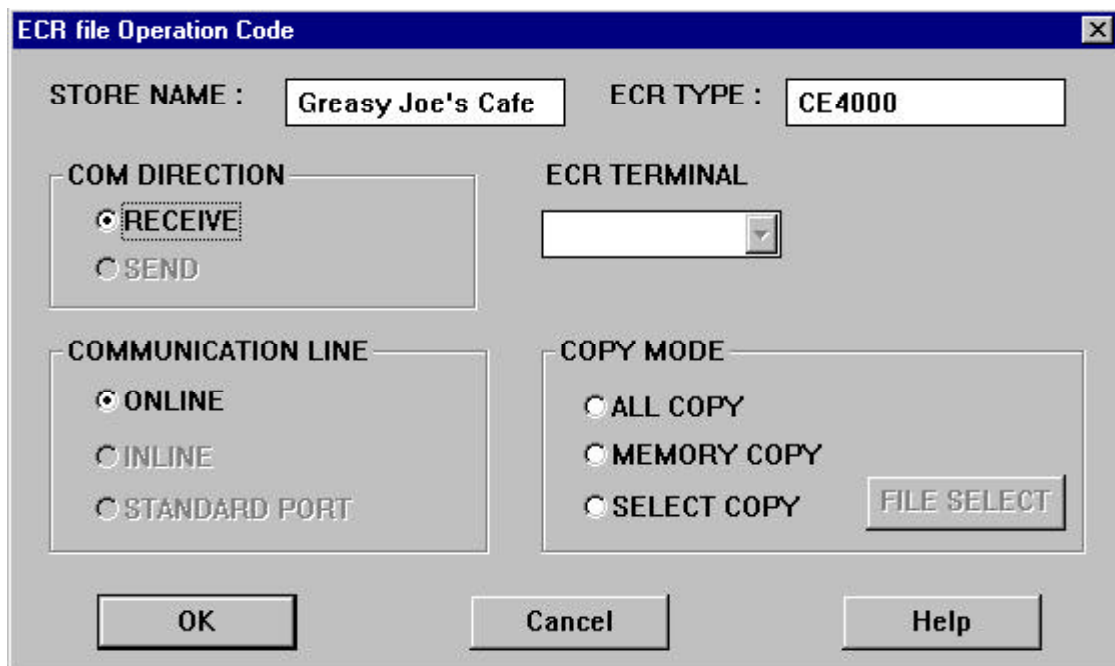 ECR file Operation Code
STORE NAME : Greasy Joe's Cafe ECR TYPE : CE4000
COM DIRECTION
RECEIVE
SEND
ECR TERMINAL
COMMUNICATION LINE
ONLINE
INLINE
STANDARD PORT
COPY MODE
ALL COPY
MEMORY COPY
SELECT COPY FILE SELECT
OK Cancel Help